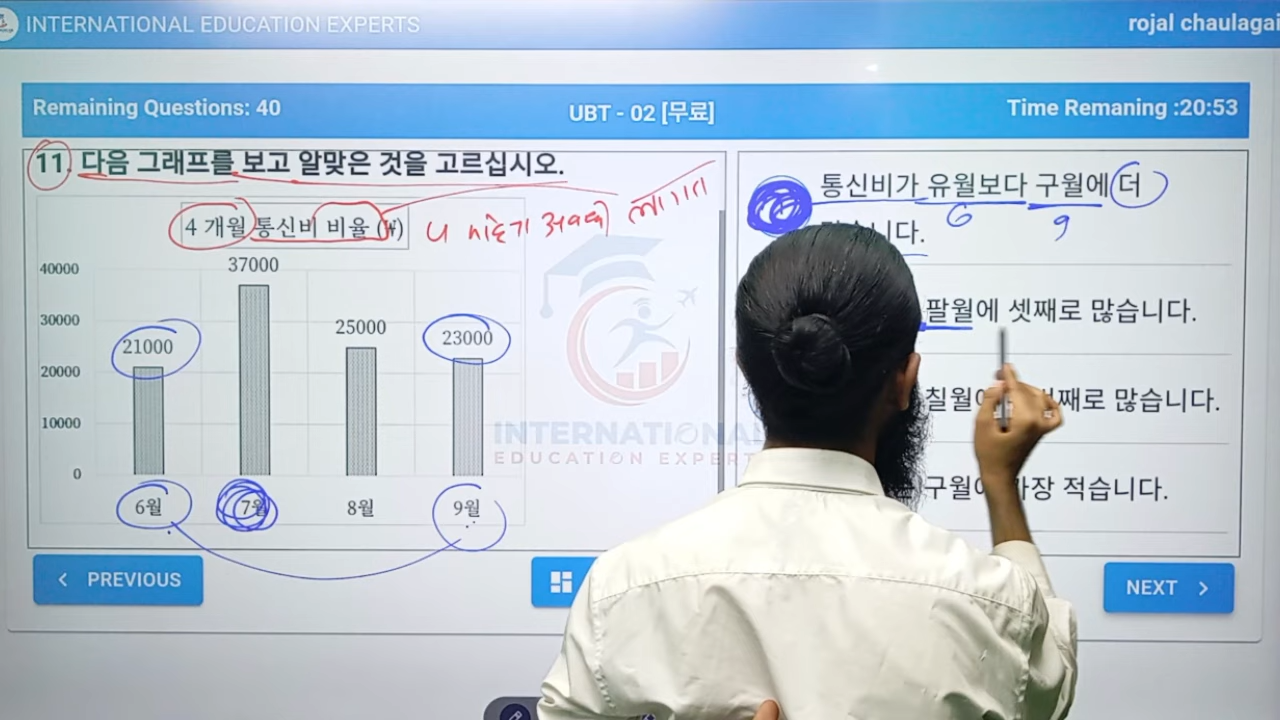 INTERNATIONAL EDUCATION EXPERTS
rojal chaulagai
Remaining Questions: 40
UBT - 02 [무료]
Time Remaning :20:53
11. 다음 그래프를 보고 알맞은 것을 고르십시오.
4 개월 통신비 비율 (₩)
40000
30000
20000
10000
0
21000
37000
25000
23000
6월
7월
8월
9월
INTERNATIONAL
EDUCATION EXPERT
통신비가 유월보다 구월에 더
6
9
니다.
팔월에 셋째로 많습니다.
칠월에
째로 많습니다.
구월에
가장 적습니다.
PREVIOUS
NEXT